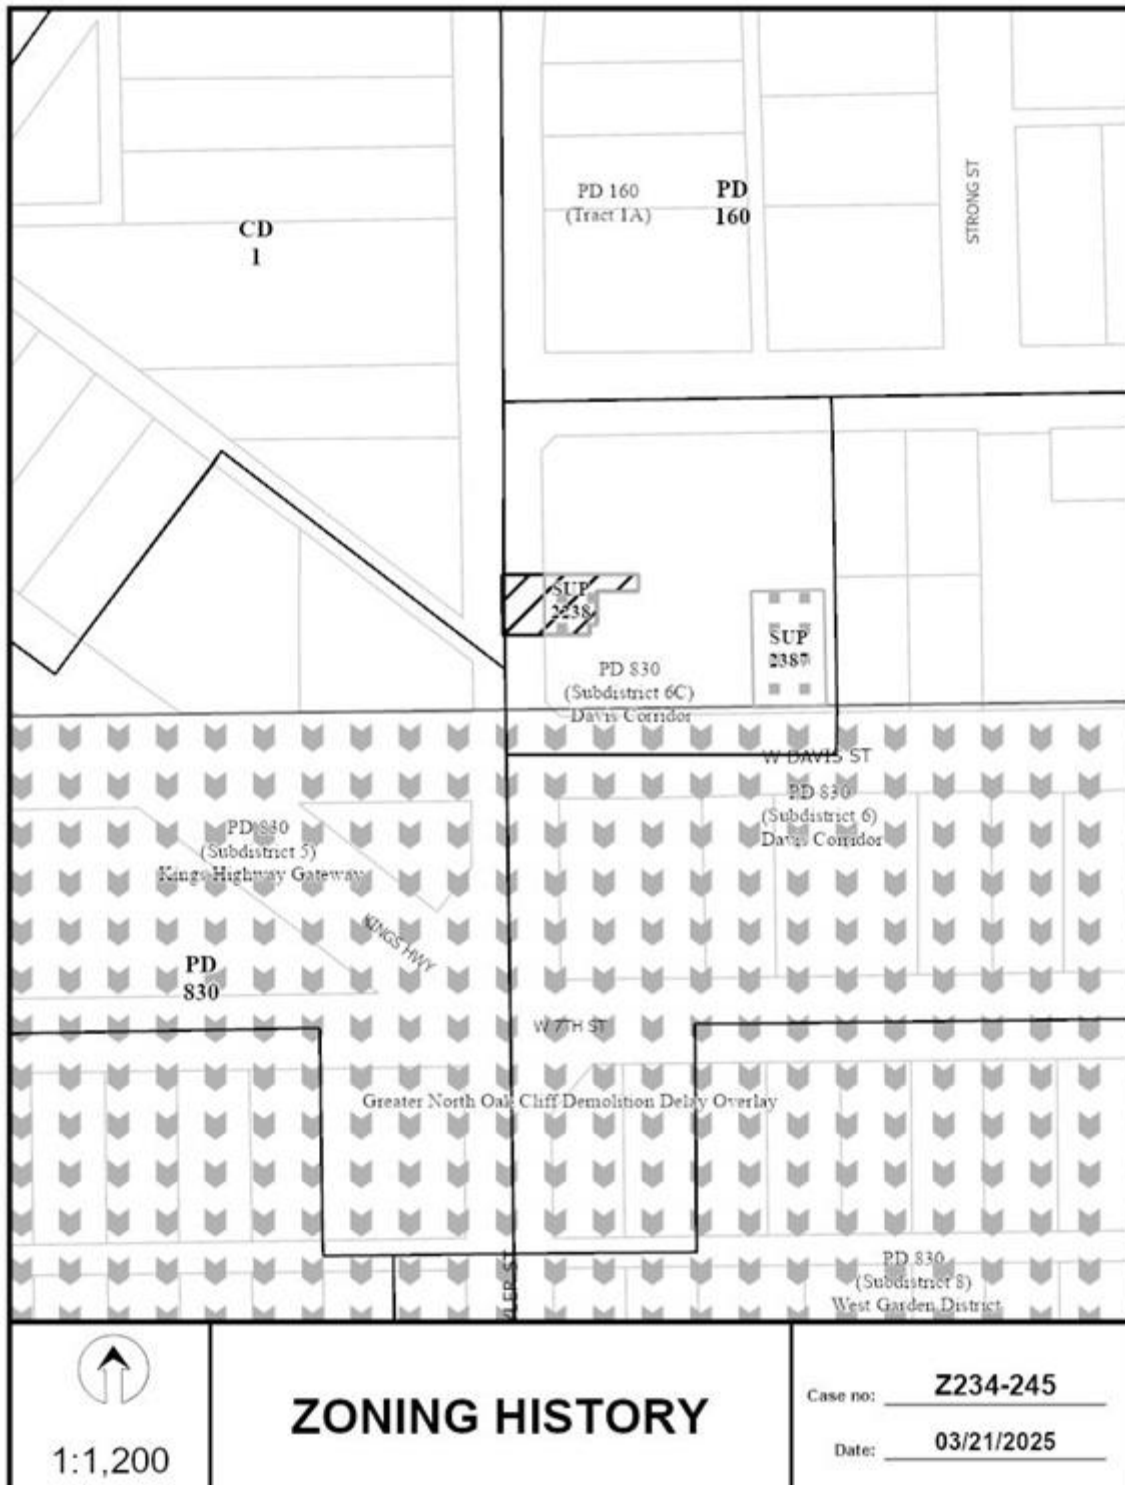 PD 160
(Tract 1A)
PD
160
STRONG ST
CD
1
SUP
2238
SUP
PD 830
(Subdistrict 6C)
Davis Corridor
W DAVIS ST
PD 830
(Subdistrict 6)
Davis Corridor
PD 830
(Subdistrict 5)
Kings Highway Gateway
KINGS HWY
PD
830
W 7TH ST
Greater North Oak Cliff Demolition Delay Overlay
PD 830
(Subdistrict 8)
West Garden District
1:1,200
ZONING HISTORY
Case no: Z234-245
Date: 03/21/2025